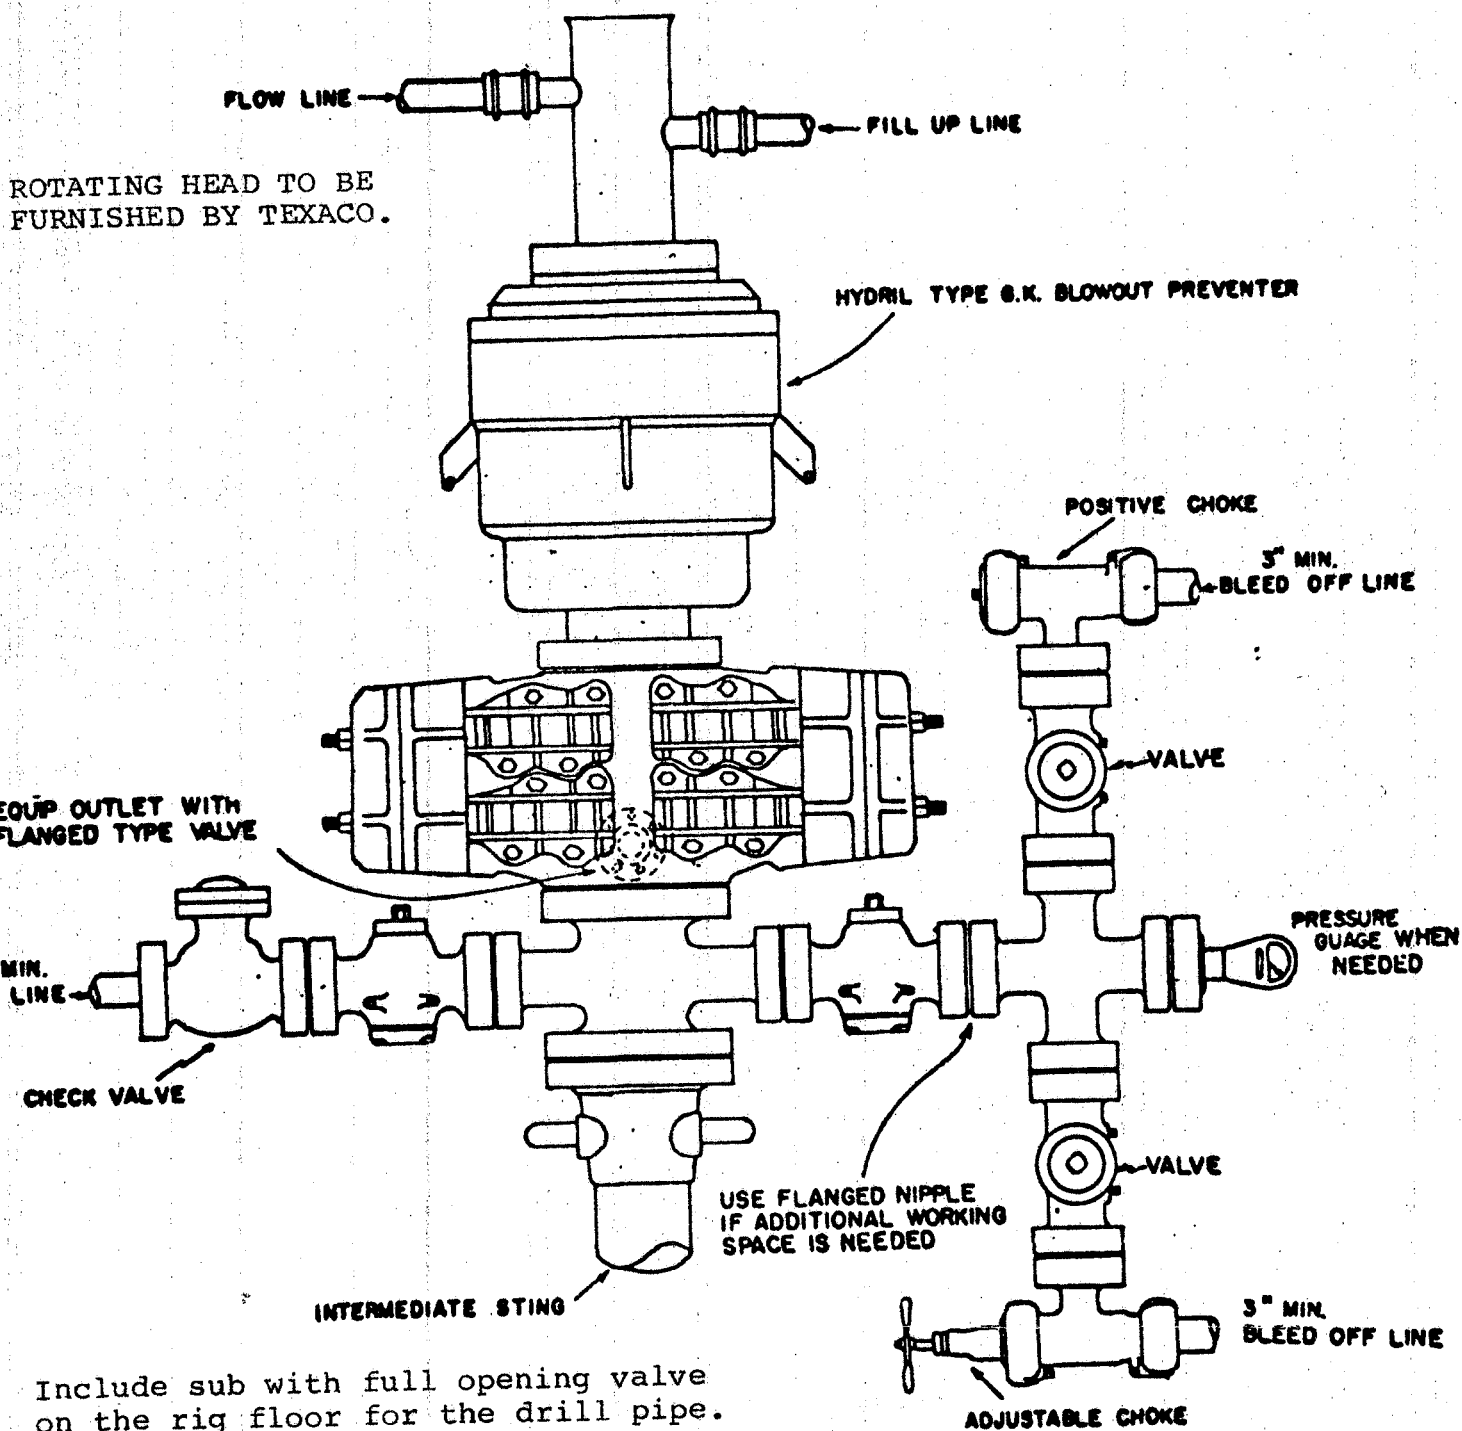 FLOW LINE
FILL UP LINE
ROTATING HEAD TO BE
FURNISHED BY TEXACO.
HYDRIL TYPE G.K. BLOWOUT PREVENTER
POSITIVE CHOKE
3" MIN.
BLEED OFF LINE
VALVE
EQUIP OUTLET WITH
FLANGED TYPE VALVE
PRESSURE
GUAGE WHEN
NEEDED
MIN.
LINE
CHECK VALVE
VALVE
USE FLANGED NIPPLE
IF ADDITIONAL WORKING
SPACE IS NEEDED
INTERMEDIATE STING
3" MIN.
BLEED OFF LINE
Include sub with full opening valve
on the rig floor for the drill pipe.
ADJUSTABLE CHOKE